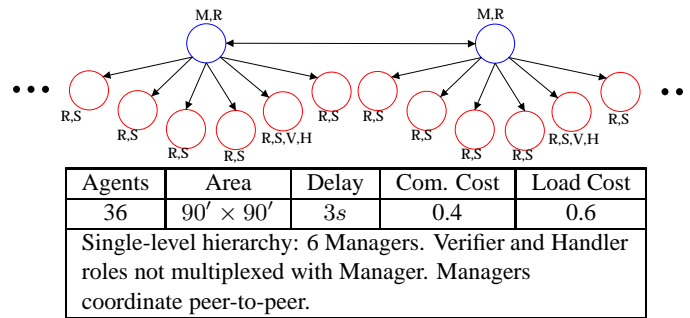 M,R M,R
R,S R,S R,S R,S R,S,V,H R,S R,S R,S R,S R,S R,S,V,H R,S
Agents Area Delay Com. Cost Load Cost
36 90′ × 90′ 3s 0.4 0.6
Single-level hierarchy: 6 Managers. Verifier and Handler
roles not multiplexed with Manager. Managers
coordinate peer-to-peer.